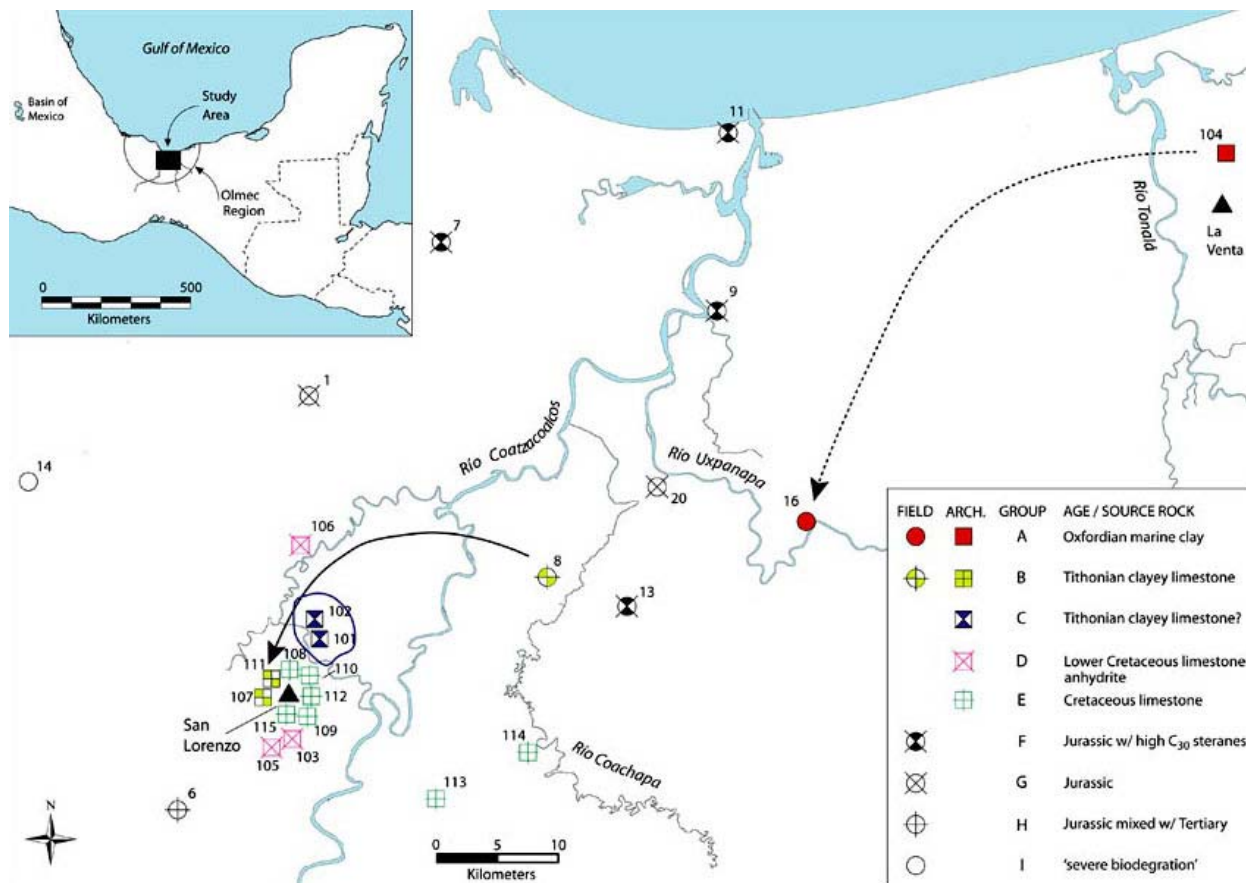 Gulf of Mexico
Basin of
Mexico
Study
Area
Olmec
Region
0 500
Kilometers
11
104
7
Río Tonalá
La
Venta
9
1
Río Coatzacoalcos
14
Río Uxpanapa
20
16
106
8
13
102
101
108
111
110
107
112
San
Lorenzo
115
109
103
105
114
Río Coachapa
113
6
N
0 5 10
Kilometers
FIELD ARCH. GROUP AGE / SOURCE ROCK
A Oxfordian marine clay
B Tithonian clayey limestone
C Tithonian clayey limestone?
D Lower Cretaceous limestone
anhydrite
E Cretaceous limestone
F Jurassic w/ high C30 steranes
G Jurassic
H Jurassic mixed w/ Tertiary
I 'severe biodegration'